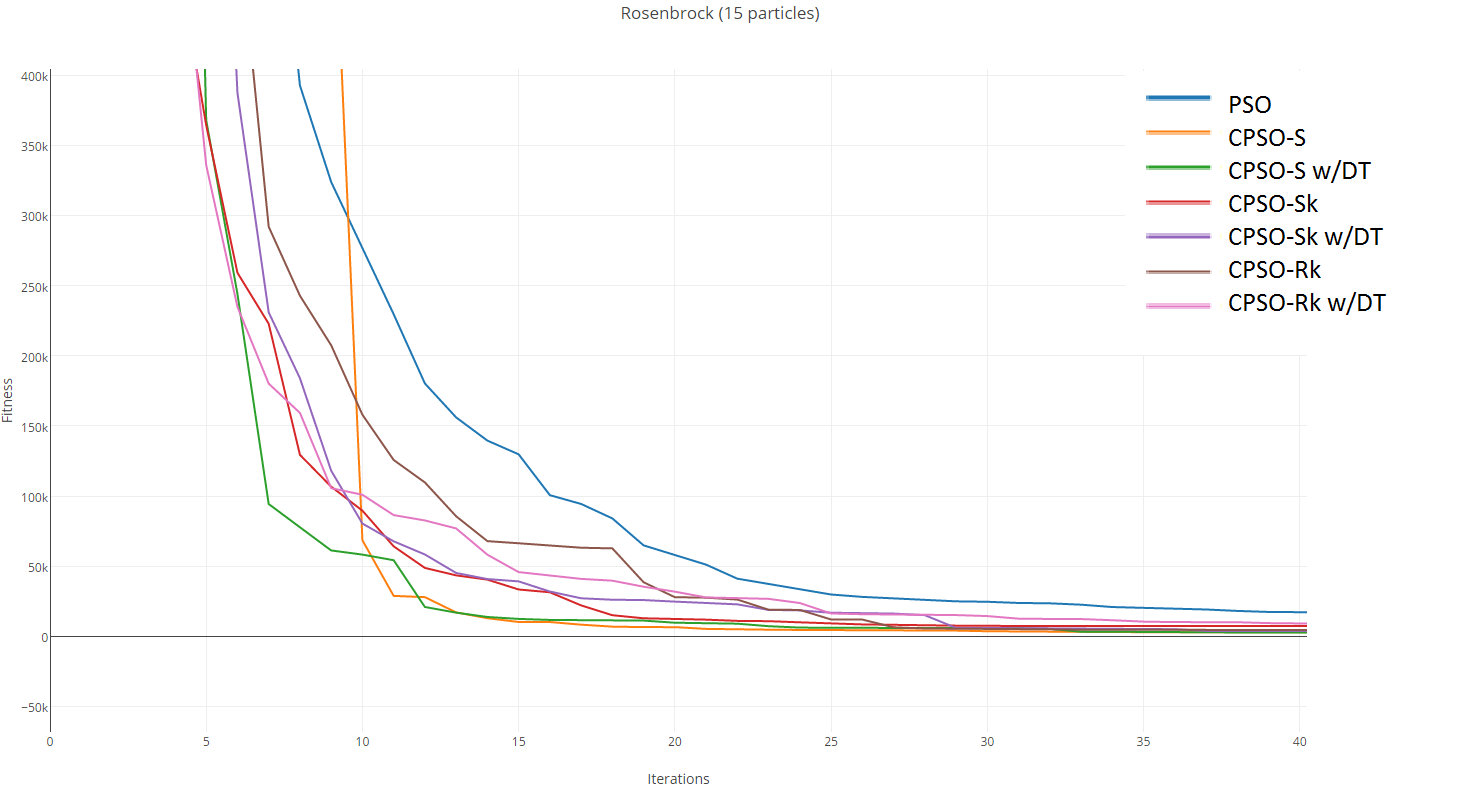 Rosenbrock (15 particles)
400k
350k
300k
250k
200k
150k
100k
50k
0
−50k
Fitness
0 5 10 15 20 25 30 35 40
Iterations
PSO
CPSO-S
CPSO-S w/DT
CPSO-Sk
CPSO-Sk w/DT
CPSO-Rk
CPSO-Rk w/DT